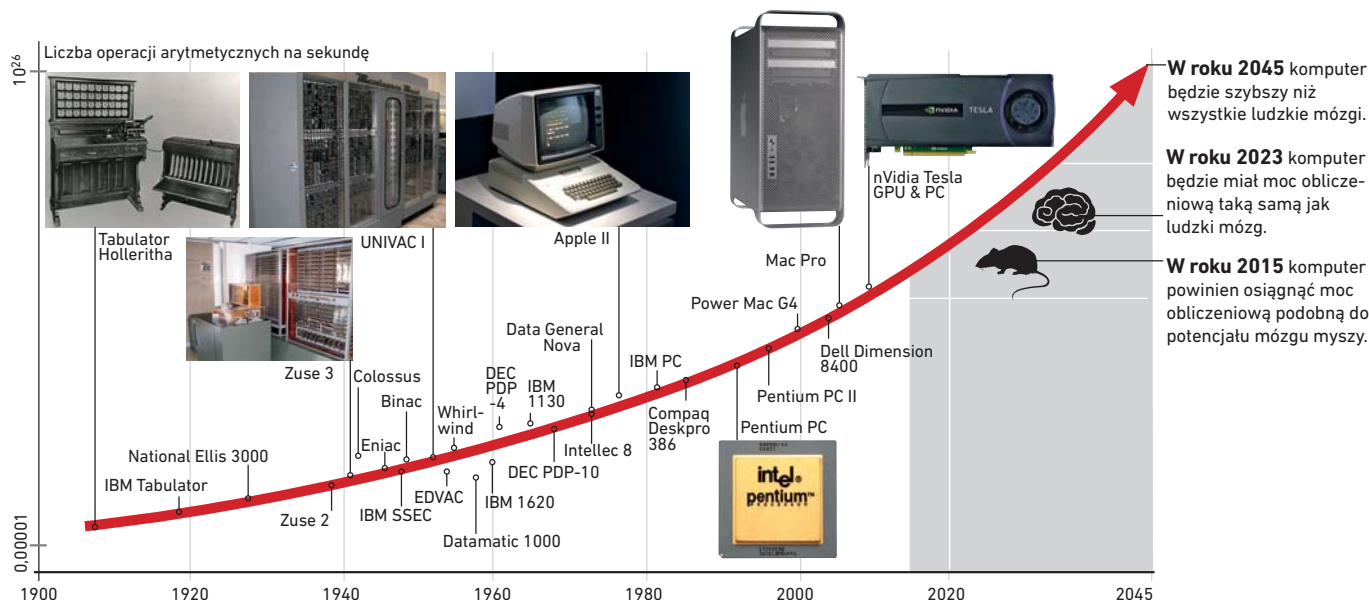 Liczba operacji arytmetycznych na sekundę
10²⁶
0,00001
Tabulator
Holleritha
IBM Tabulator
National Ellis 3000
Zuse 2
Zuse 3
Colossus
Eniac
Binac
IBM SSEC
UNIVAC I
EDVAC
Whirl-
wind
Datamatic 1000
DEC
PDP
-4
IBM 1620
IBM
1130
DEC PDP-10
Data General
Nova
Intellec 8
Apple II
IBM PC
Compaq
Deskpro
386
Pentium PC
intel®
pentium™
PROCESSOR
Pentium PC II
Power Mac G4
Dell Dimension
8400
Mac Pro
nVidia Tesla
GPU & PC
NVIDIA
TESLA
W roku 2045 komputer
będzie szybszy niż
wszystkie ludzkie mózgi.
W roku 2023 komputer
będzie miał moc oblicze-
niową taką samą jak
ludzki mózg.
W roku 2015 komputer
powinien osiągnąć moc
obliczeniową podobną do
potencjału mózgu myszy.
1900
1920
1940
1960
1980
2000
2020
2045